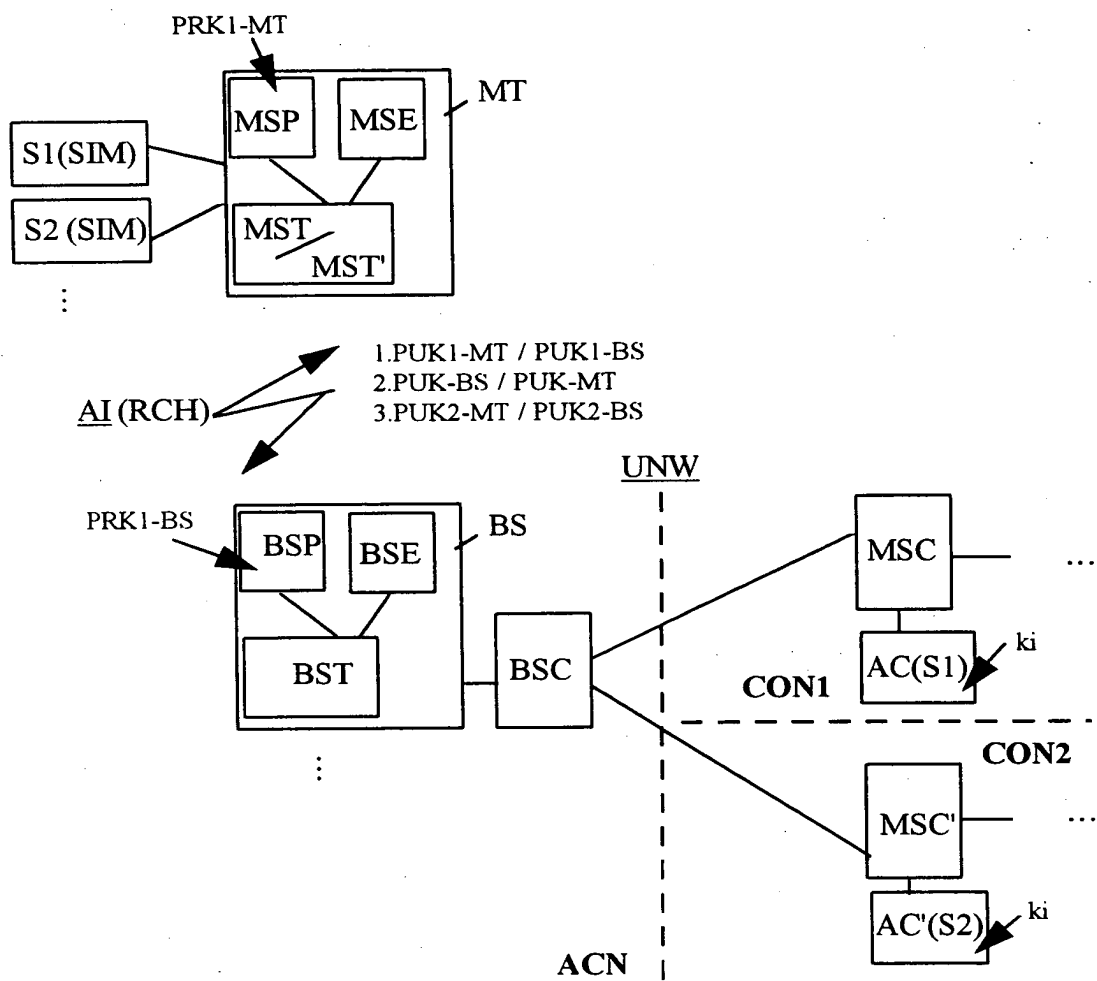 PRK1-MT
MT
MSP
MSE
S1(SIM)
S2 (SIM)
MST
MST'
⋮
1.PUK1-MT / PUK1-BS
2.PUK-BS / PUK-MT
3.PUK2-MT / PUK2-BS
AI (RCH)
UNW
PRK1-BS
BSP
BSE
BS
MSC
...
BST
BSC
AC(S1)
ki
CON1
CON2
⋮
MSC'
...
AC'(S2)
ki
ACN